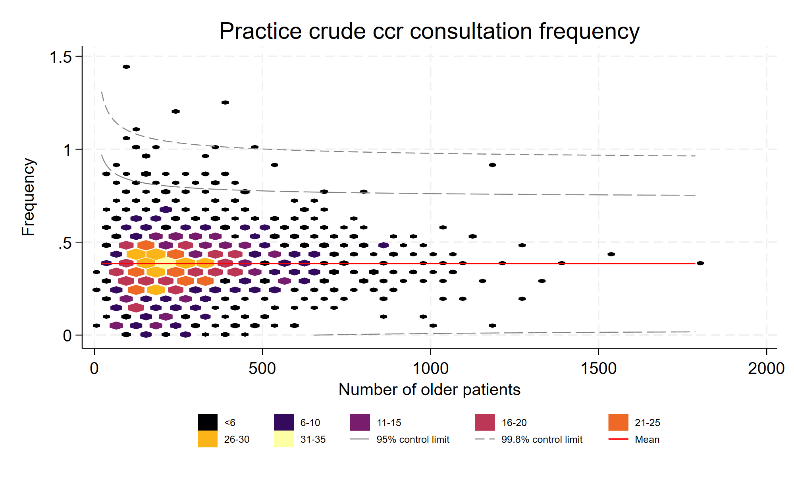 Practice crude ccr consultation frequency
1.5
1
.5
0
Frequency
0 500 1000 1500 2000
Number of older patients
<6 6-10 11-15 16-20 21-25
26-30 31-35 95% control limit 99.8% control limit Mean